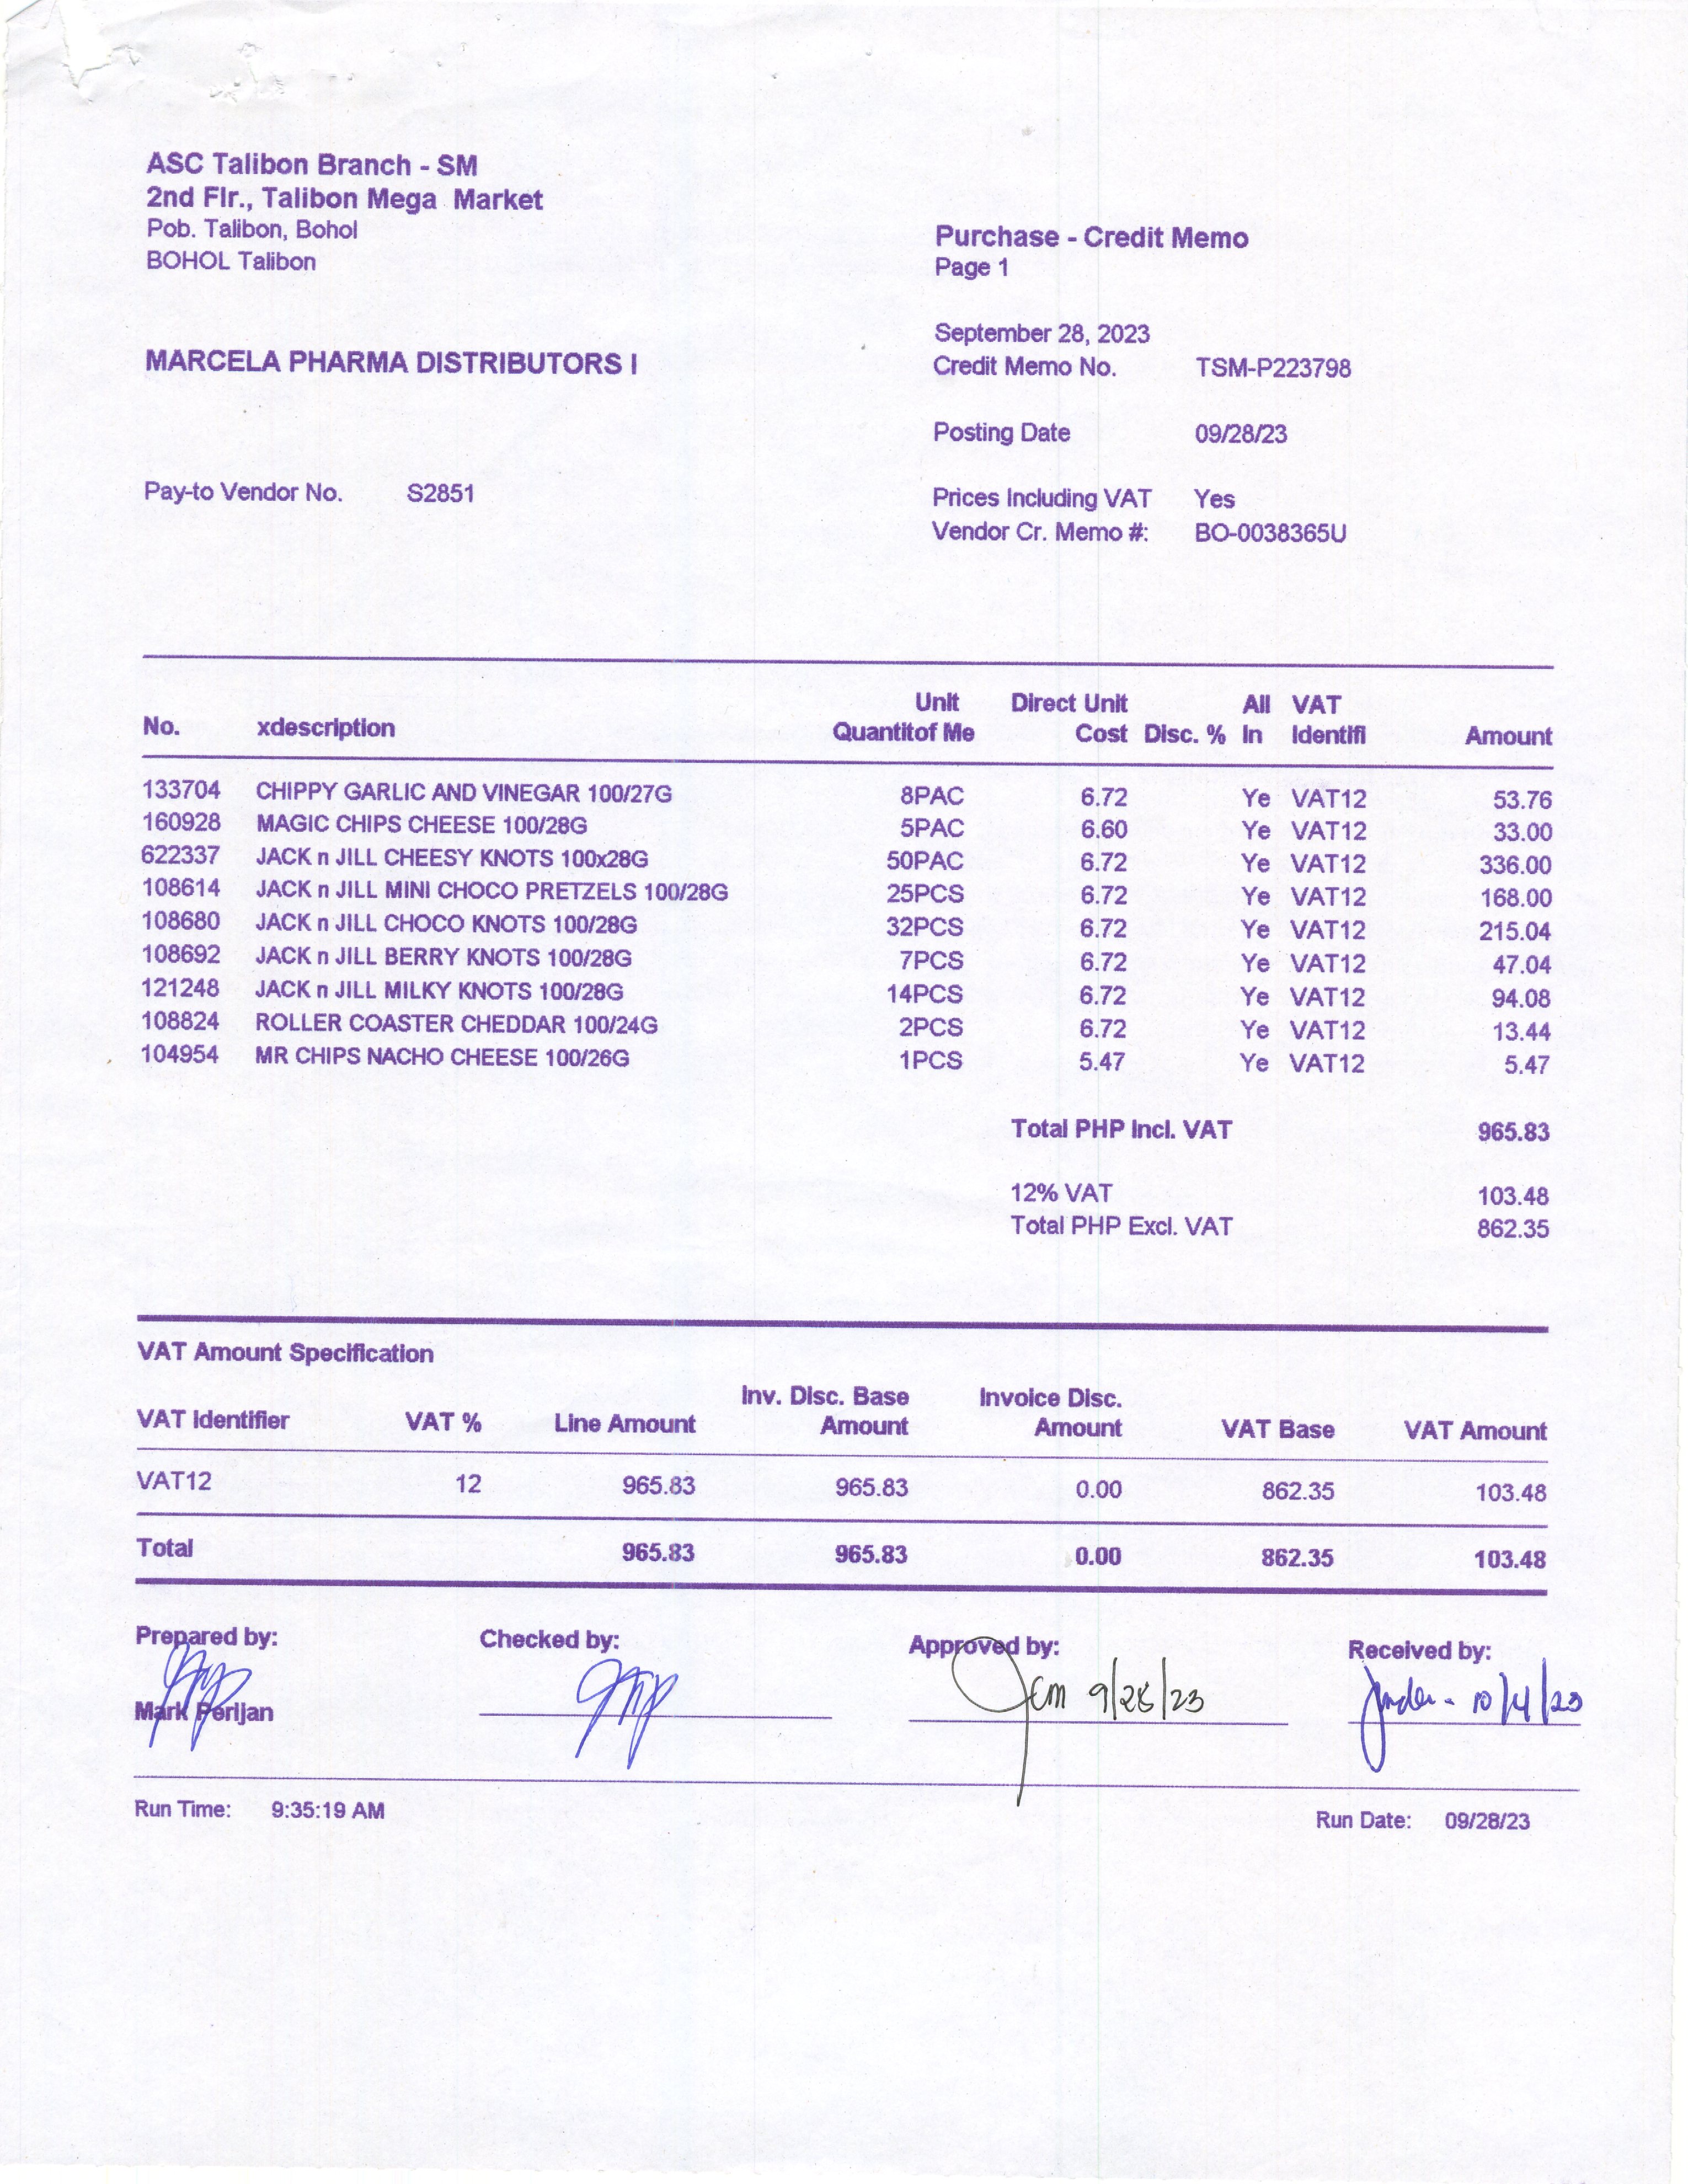 ASC Talibon Branch - SM
2nd Flr., Talibon Mega Market
Pob. Talibon, Bohol
BOHOL Talibon
Purchase - Credit Memo
Page 1
September 28, 2023
MARCELA PHARMA DISTRIBUTORS I
Credit Memo No. TSM-P223798
Posting Date 09/28/23
Pay-to Vendor No. S2851
Prices Including VAT Yes
Vendor Cr. Memo #: BO-0038365U
Unit Direct Unit All VAT
No. xdescription Quantitof Me Cost Disc. % In Identifi Amount
133704 CHIPPY GARLIC AND VINEGAR 100/27G 8PAC 6.72 Ye VAT12 53.76
160928 MAGIC CHIPS CHEESE 100/28G 5PAC 6.60 Ye VAT12 33.00
622337 JACK n JILL CHEESY KNOTS 100x28G 50PAC 6.72 Ye VAT12 336.00
108614 JACK n JILL MINI CHOCO PRETZELS 100/28G 25PCS 6.72 Ye VAT12 168.00
108680 JACK n JILL CHOCO KNOTS 100/28G 32PCS 6.72 Ye VAT12 215.04
108692 JACK n JILL BERRY KNOTS 100/28G 7PCS 6.72 Ye VAT12 47.04
121248 JACK n JILL MILKY KNOTS 100/28G 14PCS 6.72 Ye VAT12 94.08
108824 ROLLER COASTER CHEDDAR 100/24G 2PCS 6.72 Ye VAT12 13.44
104954 MR CHIPS NACHO CHEESE 100/26G 1PCS 5.47 Ye VAT12 5.47
Total PHP Incl. VAT 965.83
12% VAT 103.48
Total PHP Excl. VAT 862.35
VAT Amount Specification
Inv. Disc. Base Invoice Disc.
VAT Identifier VAT % Line Amount Amount Amount VAT Base VAT Amount
VAT12 12 965.83 965.83 0.00 862.35 103.48
Total 965.83 965.83 0.00 862.35 103.48
Prepared by: Checked by: Approved by: Received by:
Mark Perijan 9/28/23 10/4/23
Run Time: 9:35:19 AM Run Date: 09/28/23